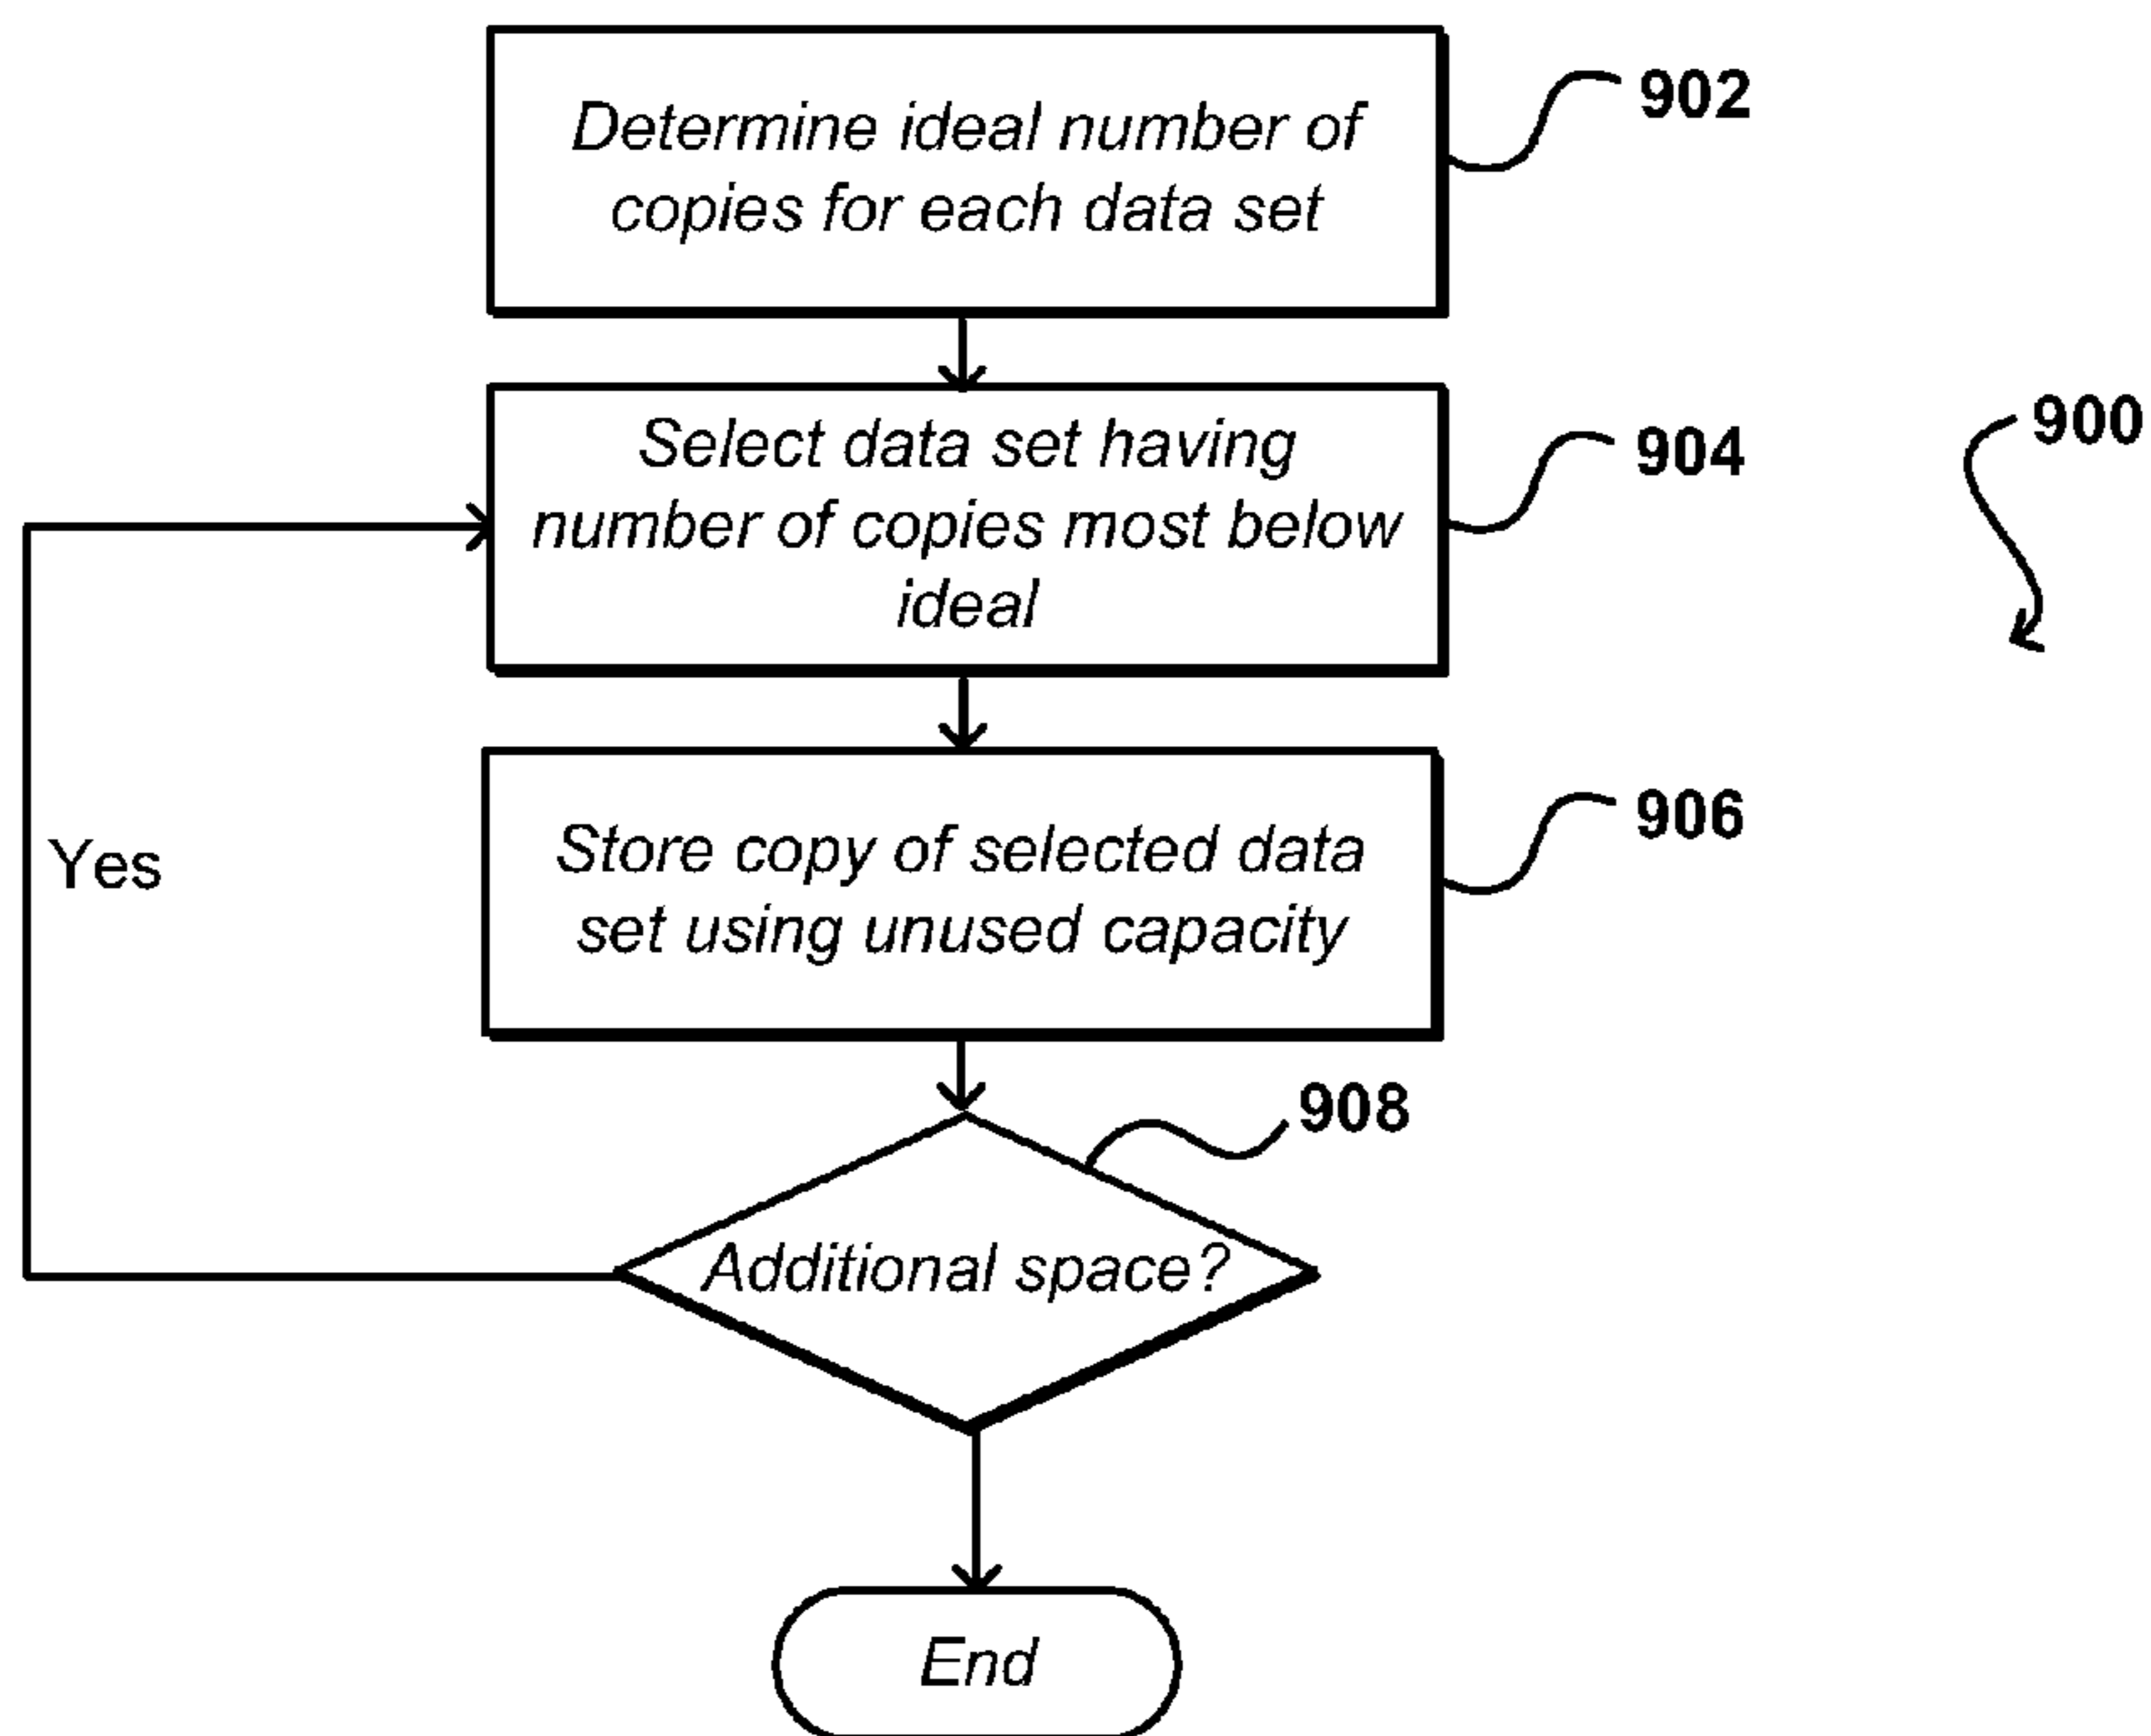 Determine ideal number of
copies for each data set
902
Select data set having
number of copies most below
ideal
904
900
Store copy of selected data
set using unused capacity
906
Yes
908
Additional space?
End